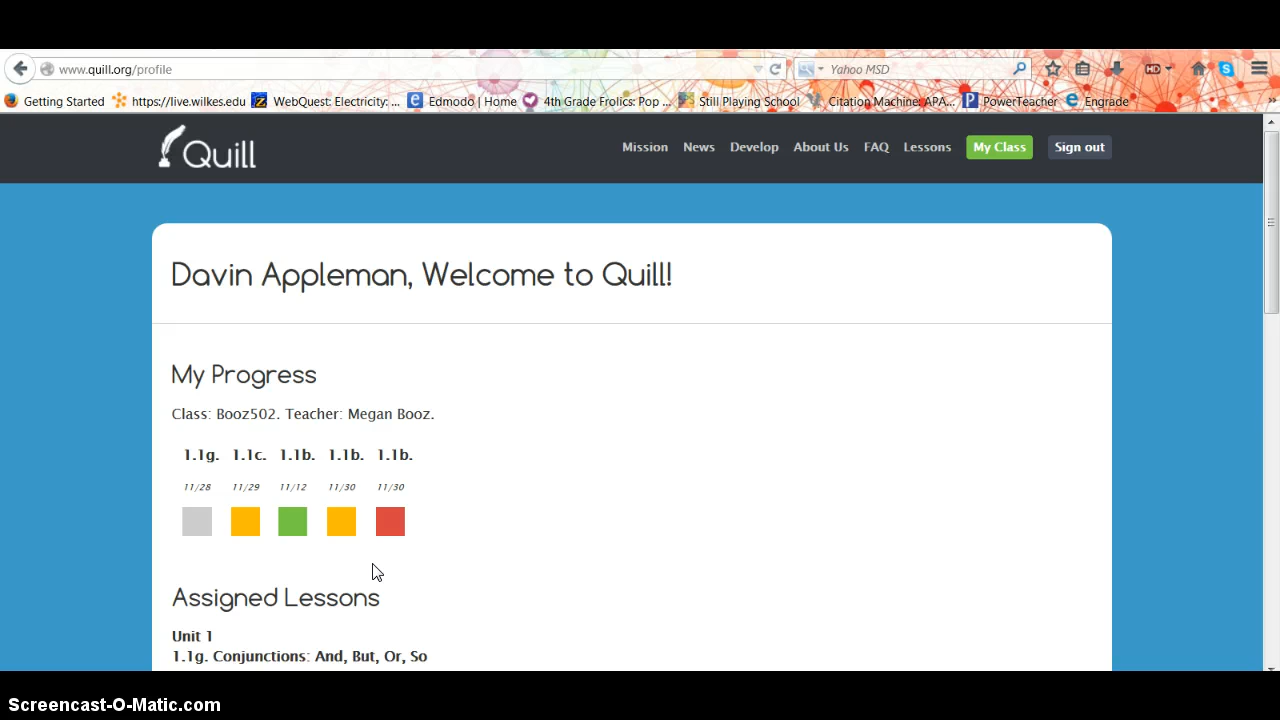 www.quill.org/profile
Yahoo MSD
HD
Getting Started
https://live.wilkes.edu
WebQuest: Electricity: ...
Edmodo | Home
4th Grade Frolics: Pop ...
Still Playing School
Citation Machine: APA...
PowerTeacher
Engrade
Quill
Mission News Develop About Us FAQ Lessons My Class Sign out
Davin Appleman, Welcome to Quill!
My Progress
Class: Booz502. Teacher: Megan Booz.
1.1g. 1.1c. 1.1b. 1.1b. 1.1b.
11/28 11/29 11/12 11/30 11/30
Assigned Lessons
Unit 1
1.1g. Conjunctions: And, But, Or, So
Screencast-O-Matic.com